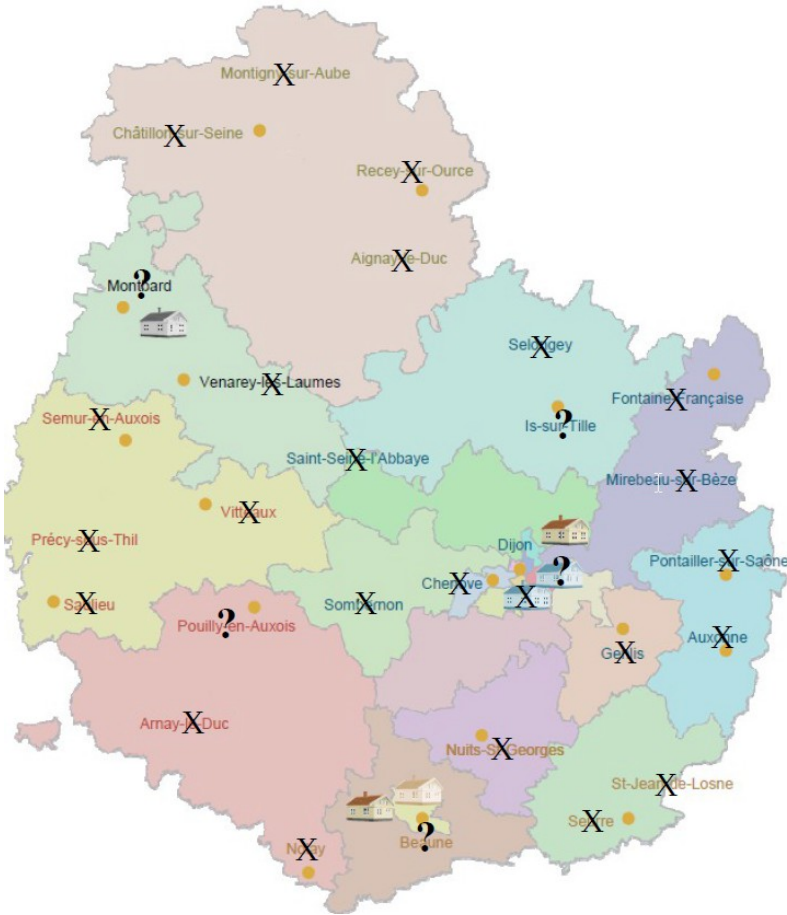 Montigny-sur-Aube
X
Châtillon-sur-Seine
X
Recey-sur-Ource
X
Aignay-le-Duc
X
Montbard
?
Selongey
X
Venarey-les-Laumes
X
Fontaine-Française
X
Semur-en-Auxois
X
Is-sur-Tille
?
Saint-Seine-l'Abbaye
X
Mirebeau-sur-Bèze
X
Vitteaux
X
Précy-sous-Thil
X
Dijon
?
Pontailler-sur-Saône
X
Chenove
X
X
Saulieu
X
Sombernon
X
Pouilly-en-Auxois
?
Auxonne
X
Genlis
X
Arnay-le-Duc
X
Nuits-St-Georges
X
St-Jean-de-Losne
X
Seurre
X
Beaune
?
Nolay
X